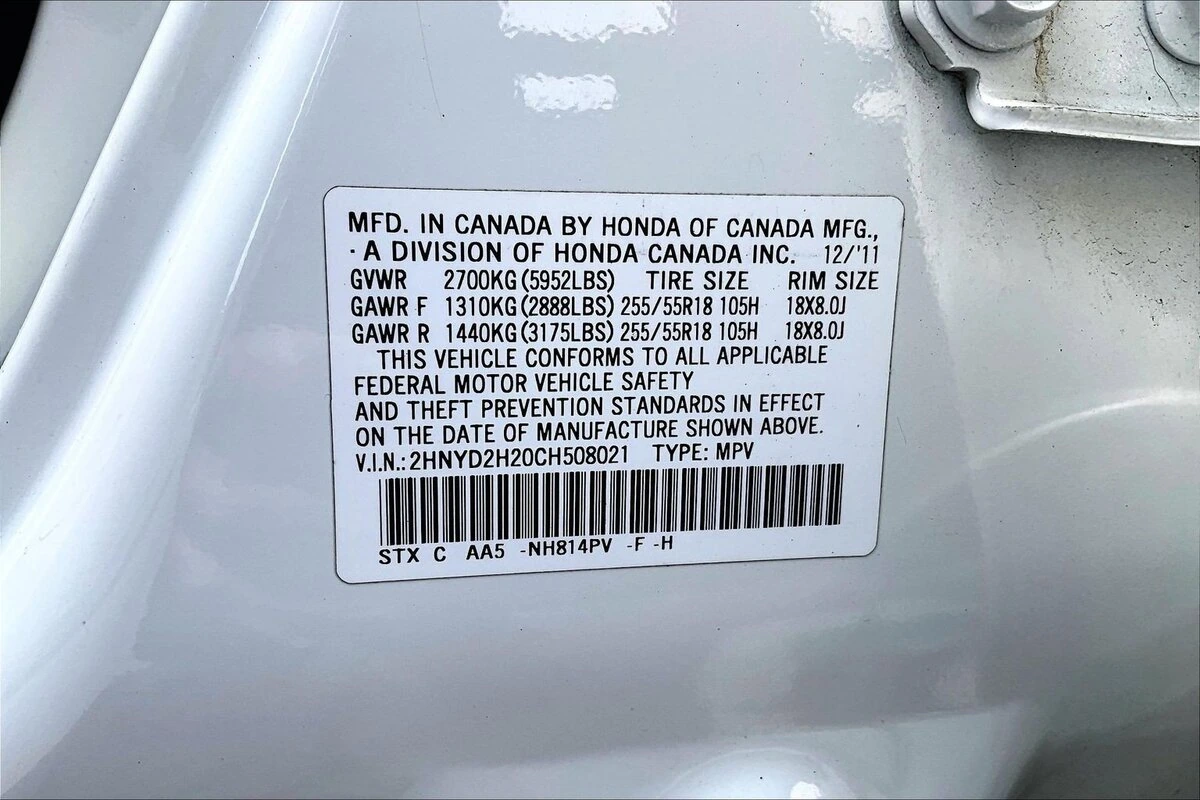 MFD. IN CANADA BY HONDA OF CANADA MFG.,
· A DIVISION OF HONDA CANADA INC. 12/'11
GVWR 2700KG(5952LBS) TIRE SIZE RIM SIZE
GAWR F 1310KG(2888LBS) 255/55R18 105H 18X8.0J
GAWR R 1440KG(3175LBS) 255/55R18 105H 18X8.0J
THIS VEHICLE CONFORMS TO ALL APPLICABLE
FEDERAL MOTOR VEHICLE SAFETY
AND THEFT PREVENTION STANDARDS IN EFFECT
ON THE DATE OF MANUFACTURE SHOWN ABOVE.
V.I.N.:2HNYD2H20CH508021 TYPE: MPV
STX C AA5 -NH814PV -F -H